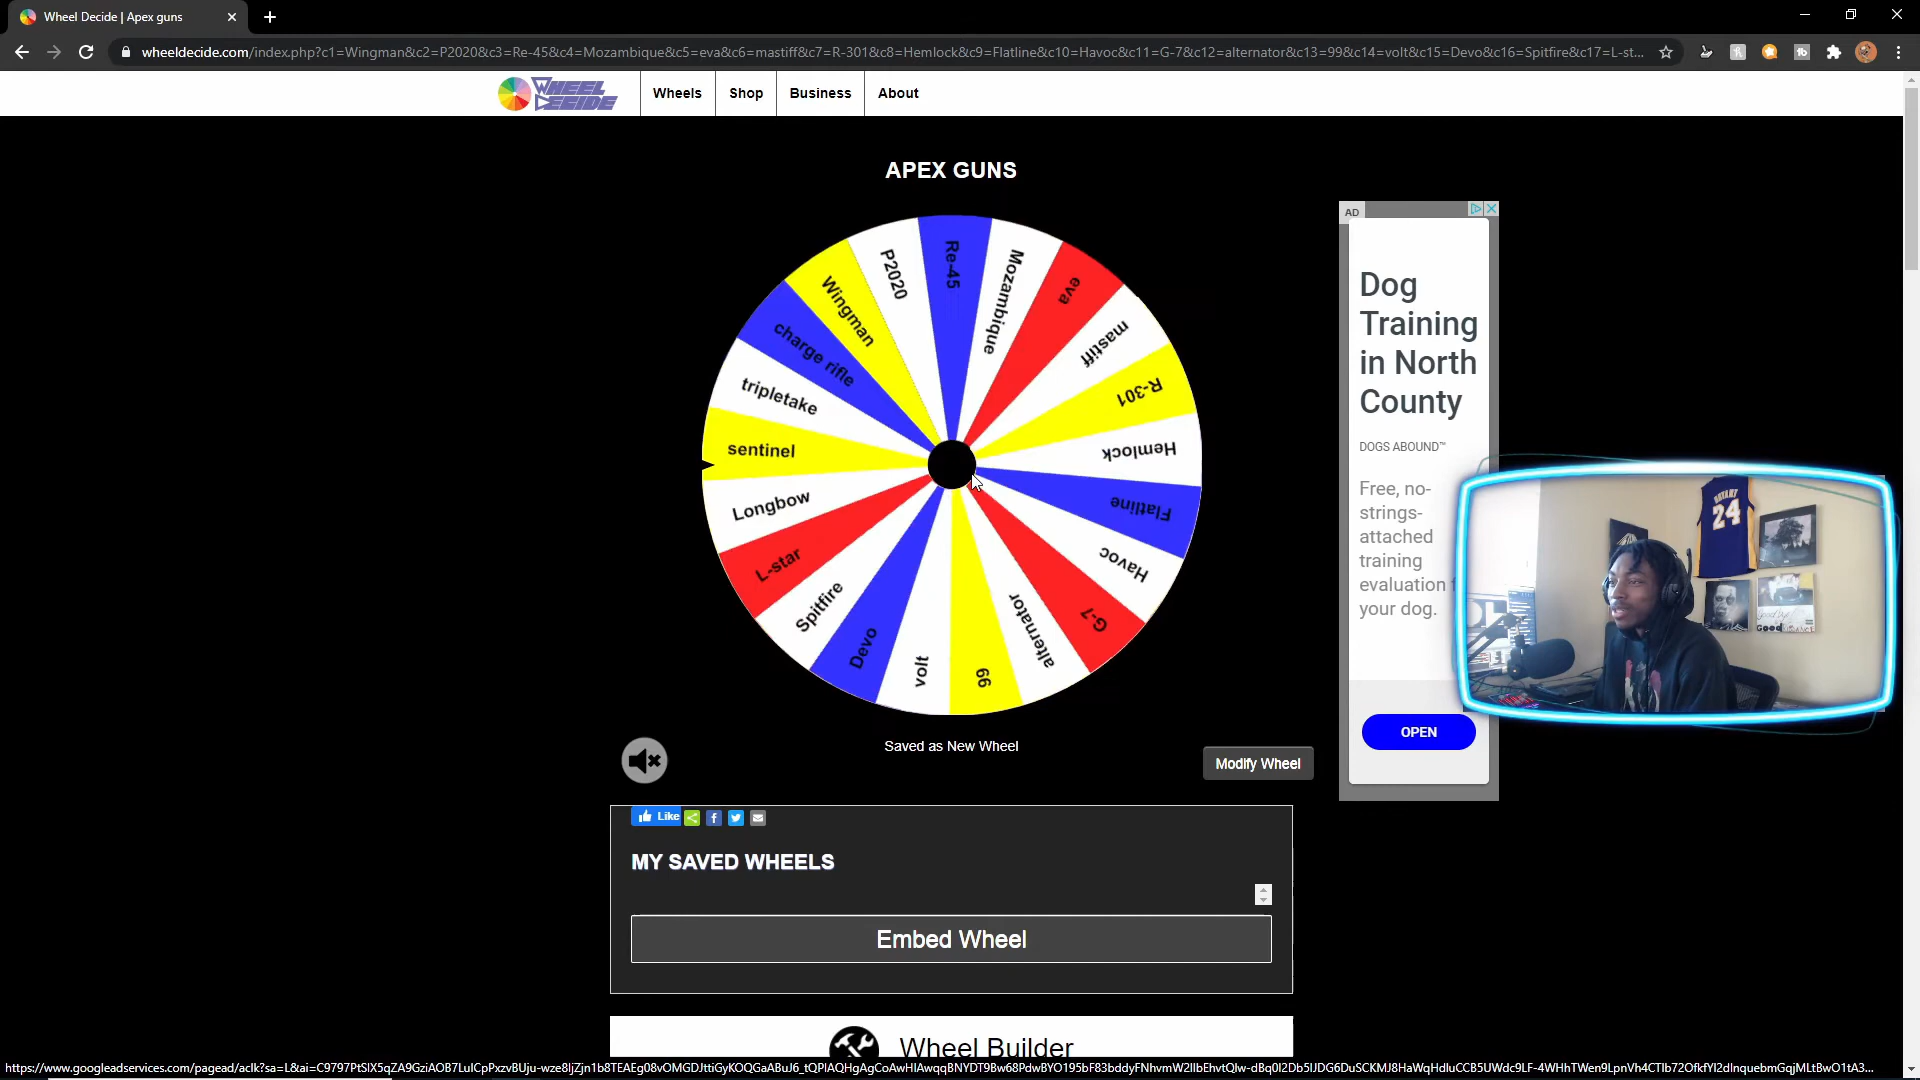 Wheel Decide | Apex guns
wheeldecide.com/index.php?c1=Wingman&c2=P2020&c3=Re-45&c4=Mozambique&c5=eva&c6=mastiff&c7=R-301&c8=Hemlock&c9=Flatline&c10=Havoc&c11=G-7&c12=alternator&c13=99&c14=volt&c15=Devo&c16=Spitfire&c17=L-st...
WHEEL DECIDE
Wheels
Shop
Business
About
APEX GUNS
Re-45
Mozambique
eva
mastiff
R-301
Hemlock
Flatline
Havoc
G-7
alternator
99
volt
Devo
Spitfire
L-star
Longbow
sentinel
tripletake
charge rifle
Wingman
P2020
AD
Dog
Training
in North
County
DOGS ABOUND™
Free, no-
strings-
attached
training
evaluation
your dog.
OPEN
BRYANT
24
Saved as New Wheel
Modify Wheel
Like
MY SAVED WHEELS
Embed Wheel
Wheel Builder